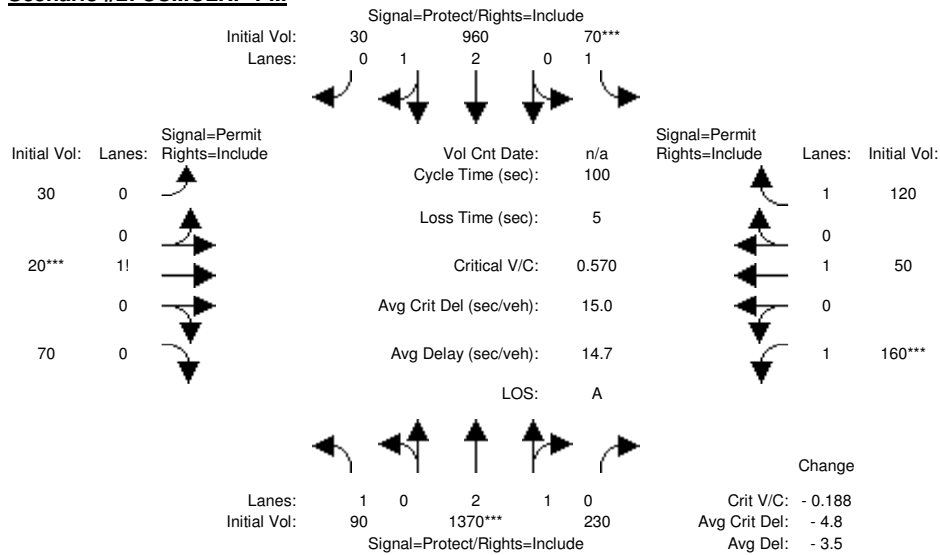 Signal=Protect/Rights=Include
Initial Vol: 30 960 70***
Lanes: 0 1 2 0 1
Signal=Permit
Initial Vol: Lanes: Rights=Include
Vol Cnt Date: n/a
Signal=Permit
Rights=Include Lanes: Initial Vol:
Cycle Time (sec): 100
30 0
1 120
Loss Time (sec): 5
0
0
20*** 1!
Critical V/C: 0.570
1 50
0
Avg Crit Del (sec/veh): 15.0
0
70 0
Avg Delay (sec/veh): 14.7
1 160***
LOS: A
Change
Lanes: 1 0 2 1 0
Crit V/C: - 0.188
Initial Vol: 90 1370*** 230
Avg Crit Del: - 4.8
Signal=Protect/Rights=Include
Avg Del: - 3.5